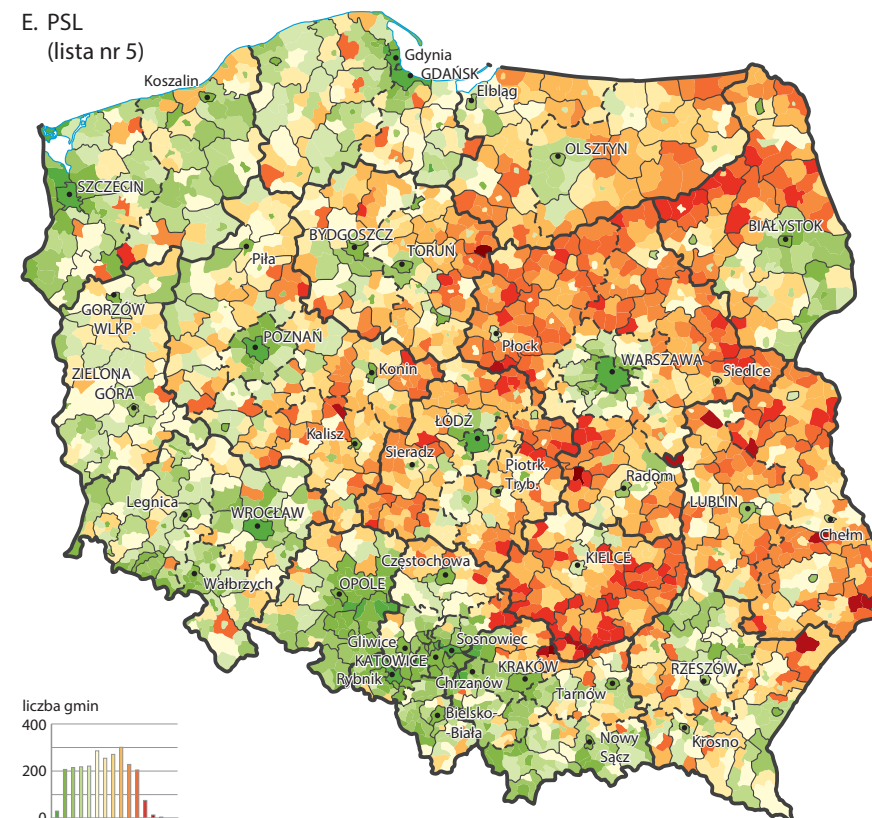 E. PSL
(lista nr 5)
Gdynia
GDAŃSK
Koszalin
Elbląg
OLSZTYN
SZCZECIN
BIAŁYSTOK
BYDGOSZCZ
TORUŃ
Piła
GORZÓW
WLKP.
POZNAŃ
Płock
WARSZAWA
Siedlce
Konin
ZIELONA
GÓRA
ŁÓDŹ
Kalisz
Sieradz
Piotrk.
Tryb.
Radom
LUBLIN
Legnica
WROCŁAW
Chełm
KIELCE
Częstochowa
Wałbrzych
OPOLE
Gliwice
Sosnowiec
KATOWICE
KRAKÓW
RZESZÓW
Rybnik
Chrzanów
Tarnów
Bielsko-
-Biała
Nowy
Sącz
Krosno
liczba gmin
400
200
0